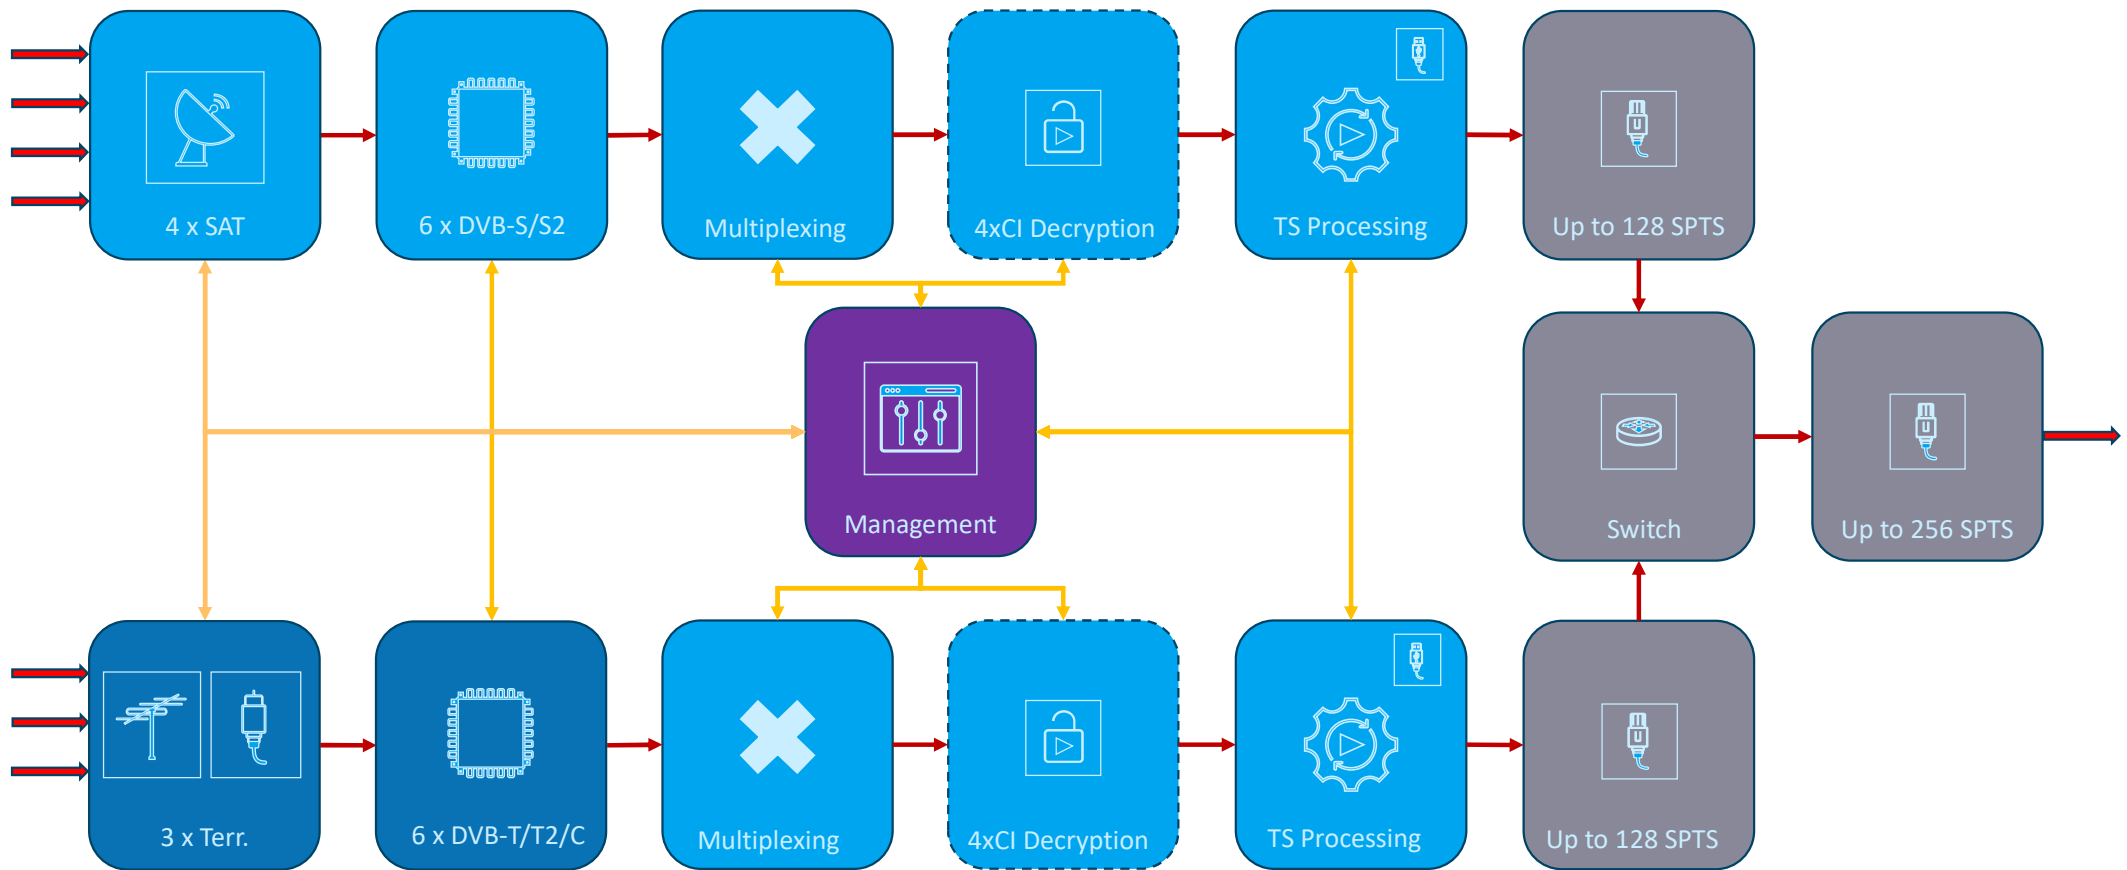 4 x SAT
6 x DVB-S/S2
Multiplexing
4xCI Decryption
TS Processing
Up to 128 SPTS
Management
Switch
Up to 256 SPTS
3 x Terr.
6 x DVB-T/T2/C
Multiplexing
4xCI Decryption
TS Processing
Up to 128 SPTS